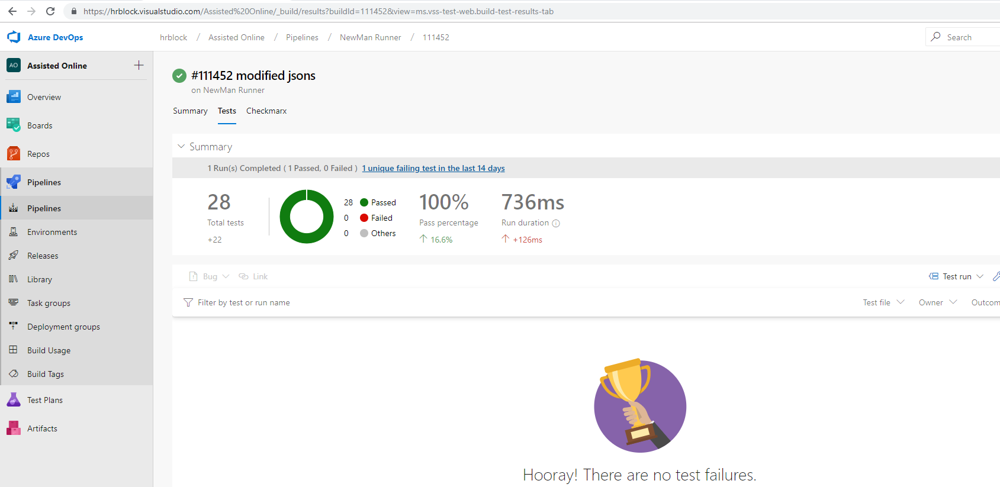 https://hrblock.visualstudio.com/Assisted%20Online/_build/results?buildId=111452&view=ms.vss-test-web.build-test-results-tab
Azure DevOps
hrblock / Assisted Online / Pipelines / NewMan Runner / 111452
Search
AO Assisted Online
Overview
Boards
Repos
Pipelines
Pipelines
Environments
Releases
Library
Task groups
Deployment groups
Build Usage
Build Tags
Test Plans
Artifacts
#111452 modified jsons
on NewMan Runner
Summary Tests Checkmarx
Summary
1 Run(s) Completed ( 1 Passed, 0 Failed ) 1 unique failing test in the last 14 days
28
Total tests
+22
28 Passed
0 Failed
0 Others
100%
Pass percentage
16.6%
736ms
Run duration
+126ms
Bug Link
Test run
Filter by test or run name
Test file Owner Outcom
Hooray! There are no test failures.